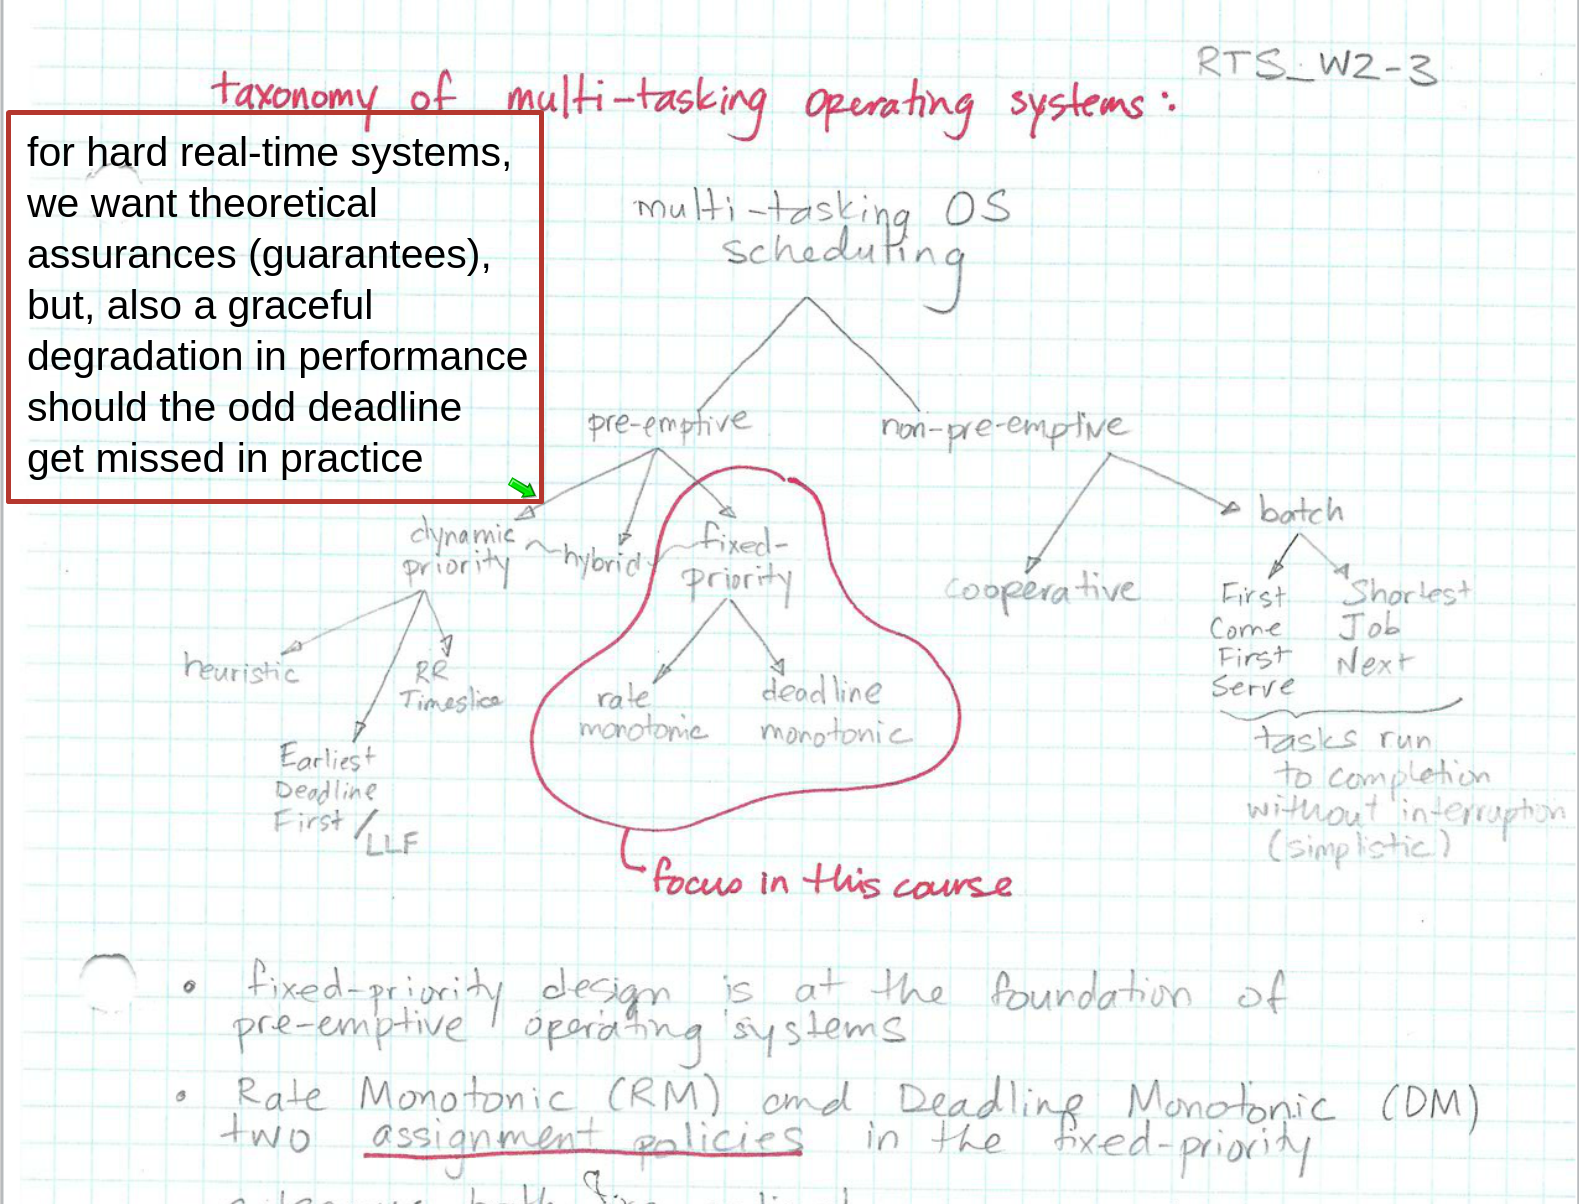 RTS_W2-3
taxonomy of multi-tasking operating systems:
for hard real-time systems,
we want theoretical
assurances (guarantees),
but, also a graceful
degradation in performance
should the odd deadline
get missed in practice
multi-tasking OS
scheduling
pre-emptive
non-pre-emptive
dynamic
priority
hybrid
fixed-
priority
cooperative
batch
heuristic
RR
Timeslice
Earliest
Deadline
First / LLF
rate
monotonic
deadline
monotonic
First
Come
First
Serve
Shortest
Job
Next
tasks run
to completion
without interruption
(simplistic)
focus in this course
• fixed-priority design is at the foundation of
pre-emptive operating systems
• Rate Monotonic (RM) and Deadline Monotonic (DM)
two assignment policies in the fixed-priority